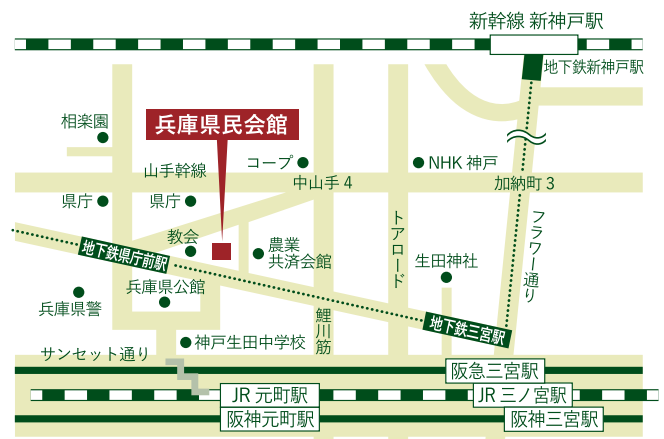 新幹線 新神戸駅
地下鉄新神戸駅
兵庫県民会館
相楽園
コープ
NHK 神戸
山手幹線
中山手 4
加納町 3
県庁
県庁
トアロード
フラワー通り
教会
農業
共済会館
地下鉄県庁前駅
生田神社
兵庫県公館
兵庫県警
鯉川筋
地下鉄三宮駅
神戸生田中学校
サンセット通り
阪急三宮駅
JR 元町駅
JR 三ノ宮駅
阪神元町駅
阪神三宮駅